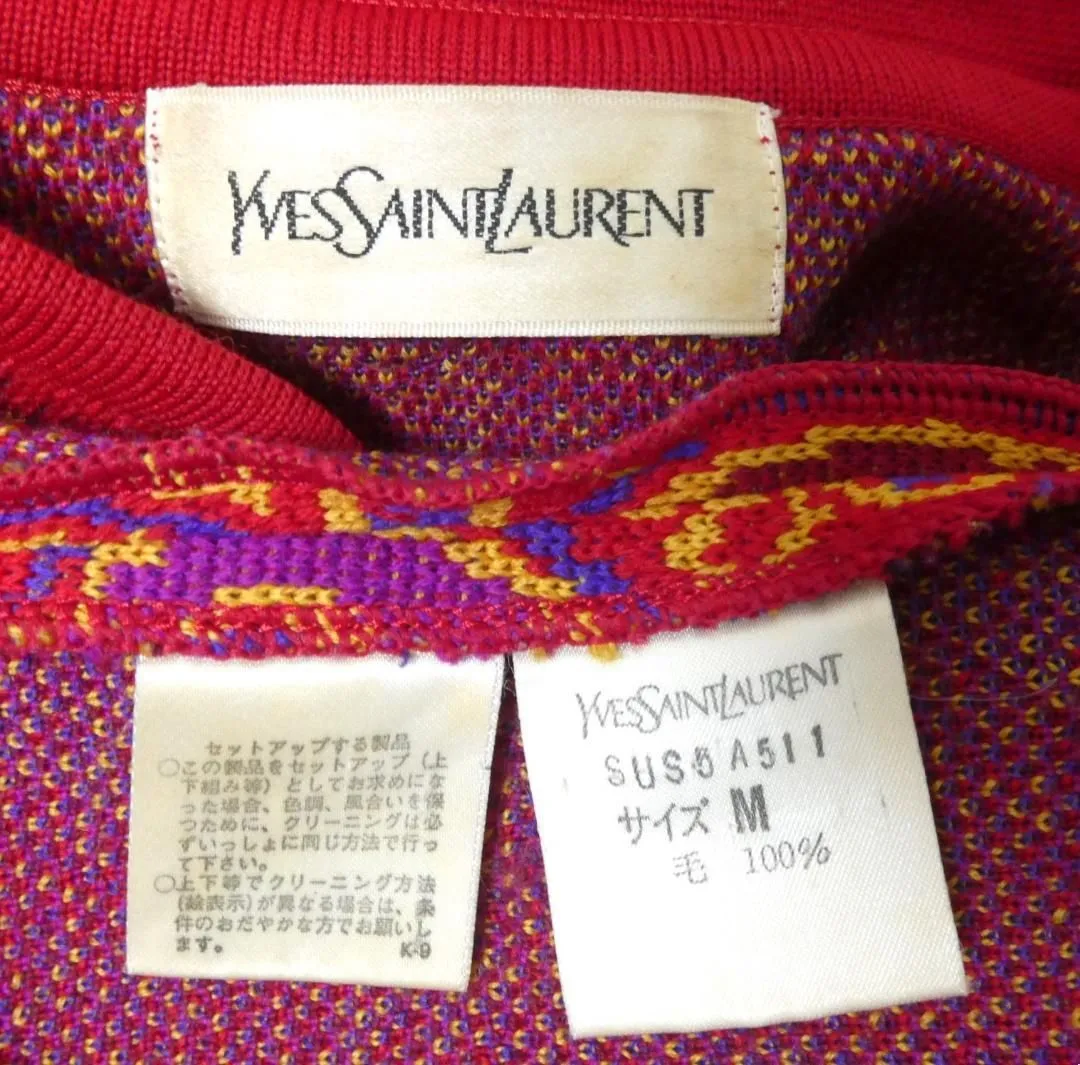 YVESSAINTLAURENT
セットアップする製品
○この製品をセットアップ(上
下組み等)としてお求めにな
った場合、色調、風合いを保
つために、クリーニングは必
ずいっしょに同じ方法で行っ
て下さい。
○上下等でクリーニング方法
(絵表示)が異なる場合は、条
件のおだやかな方でお願いし
ます。 K-9
YVESSAINTLAURENT
SUS5A511
サイズ M
毛 100%